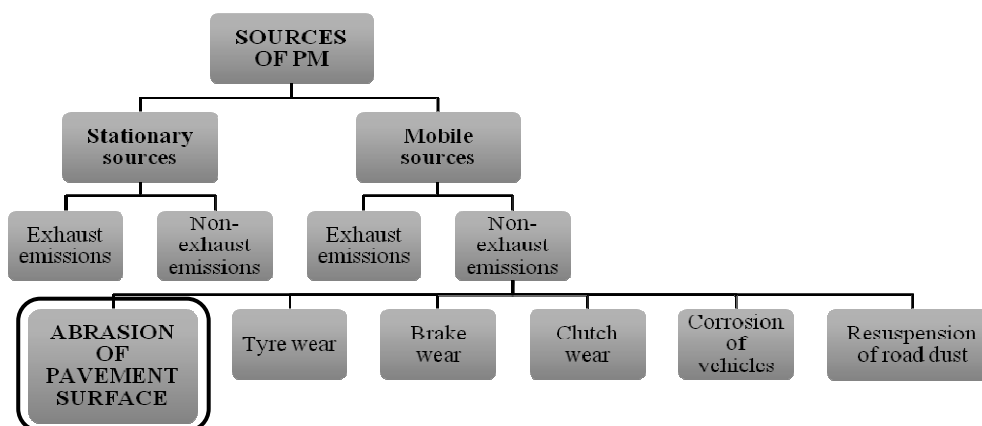 SOURCES
OF PM
Stationary
sources
Mobile
sources
Exhaust
emissions
Non-
exhaust
emissions
Exhaust
emissions
Non-
exhaust
emissions
ABRASION
OF
PAVEMENT
SURFACE
Tyre wear
Brake
wear
Clutch
wear
Corrosion
of
vehicles
Resuspension
of road dust